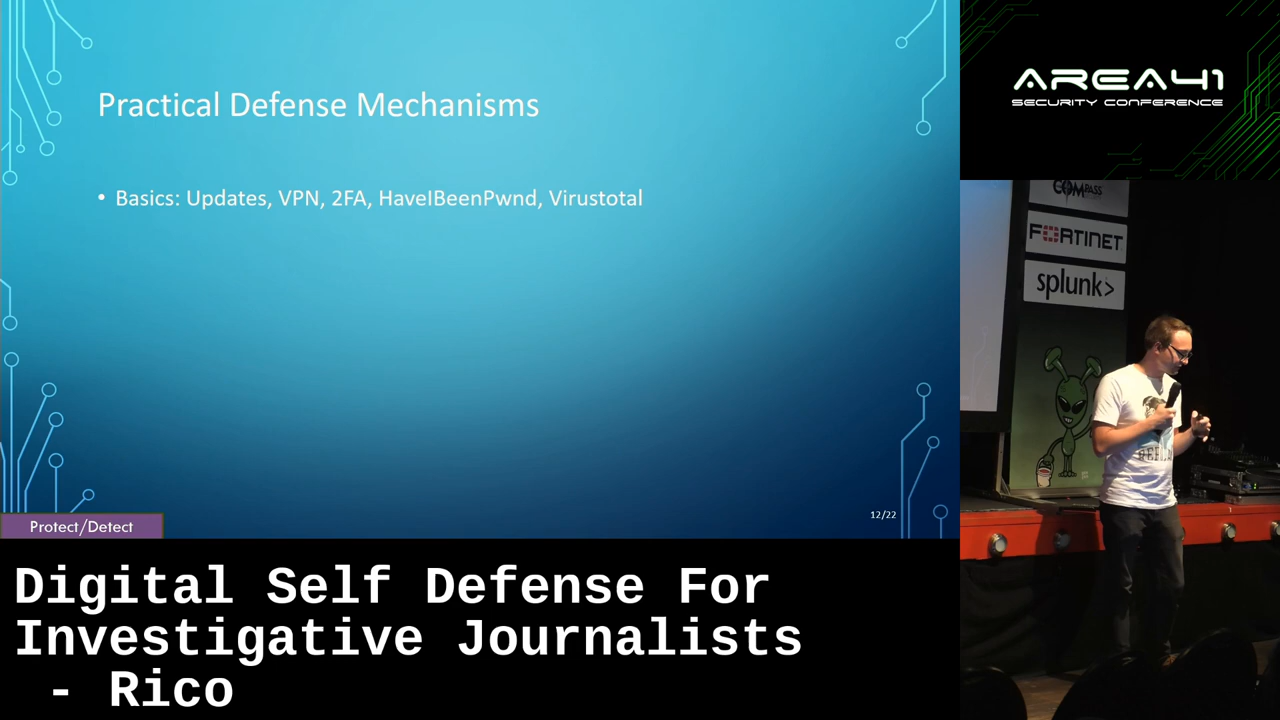 Practical Defense Mechanisms
• Basics: Updates, VPN, 2FA, HaveIBeenPwnd, Virustotal
12/22
Protect/Detect
Digital Self Defense For
Investigative Journalists
- Rico
AREA41
SECURITY CONFERENCE
COMPASS
FORTINET
splunk>